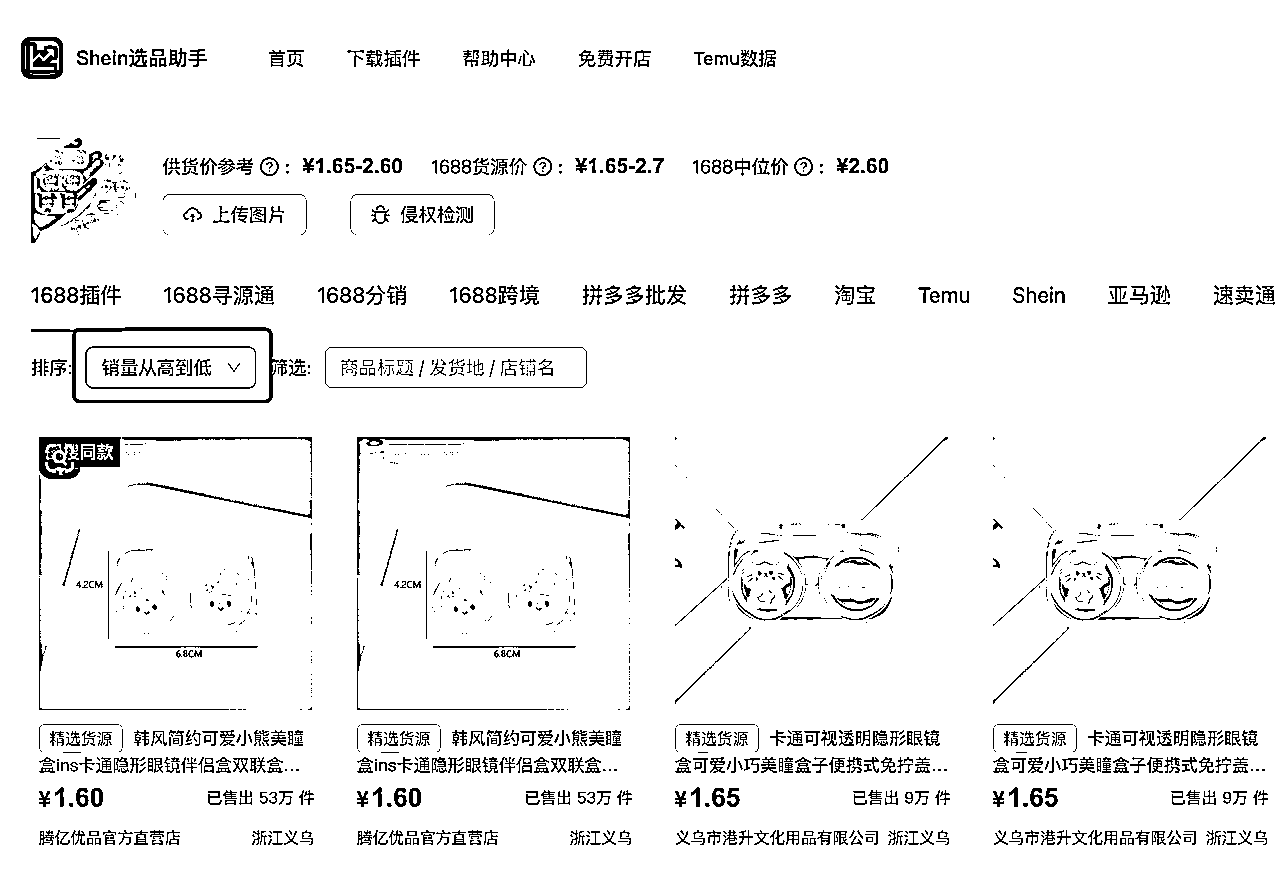 Shein选品助手 首页 下载插件 帮助中心 免费开店 Temu数据
供货价参考 ? : ¥1.65-2.60 1688货源价 ? : ¥1.65-2.7 1688中位价 ? : ¥2.60
上传图片 侵权检测
1688插件 1688寻源通 1688分销 1688跨境 拼多多批发 拼多多 淘宝 Temu Shein 亚马逊 速卖通
排序: 销量从高到低 筛选: 商品标题 / 发货地 / 店铺名
搜同款
4.2CM 4.2CM
6.8CM 6.8CM
精选货源 韩风简约可爱小熊美瞳 精选货源 韩风简约可爱小熊美瞳 精选货源 卡通可视透明隐形眼镜 精选货源 卡通可视透明隐形眼镜
盒ins卡通隐形眼镜伴侣盒双联盒... 盒ins卡通隐形眼镜伴侣盒双联盒... 盒可爱小巧美瞳盒子便携式免拧盖... 盒可爱小巧美瞳盒子便携式免拧盖...
¥1.60 已售出 53万 件 ¥1.60 已售出 53万 件 ¥1.65 已售出 9万 件 ¥1.65 已售出 9万 件
腾亿优品官方直营店 浙江义乌 腾亿优品官方直营店 浙江义乌 义乌市港升文化用品有限公司 浙江义乌 义乌市港升文化用品有限公司 浙江义乌